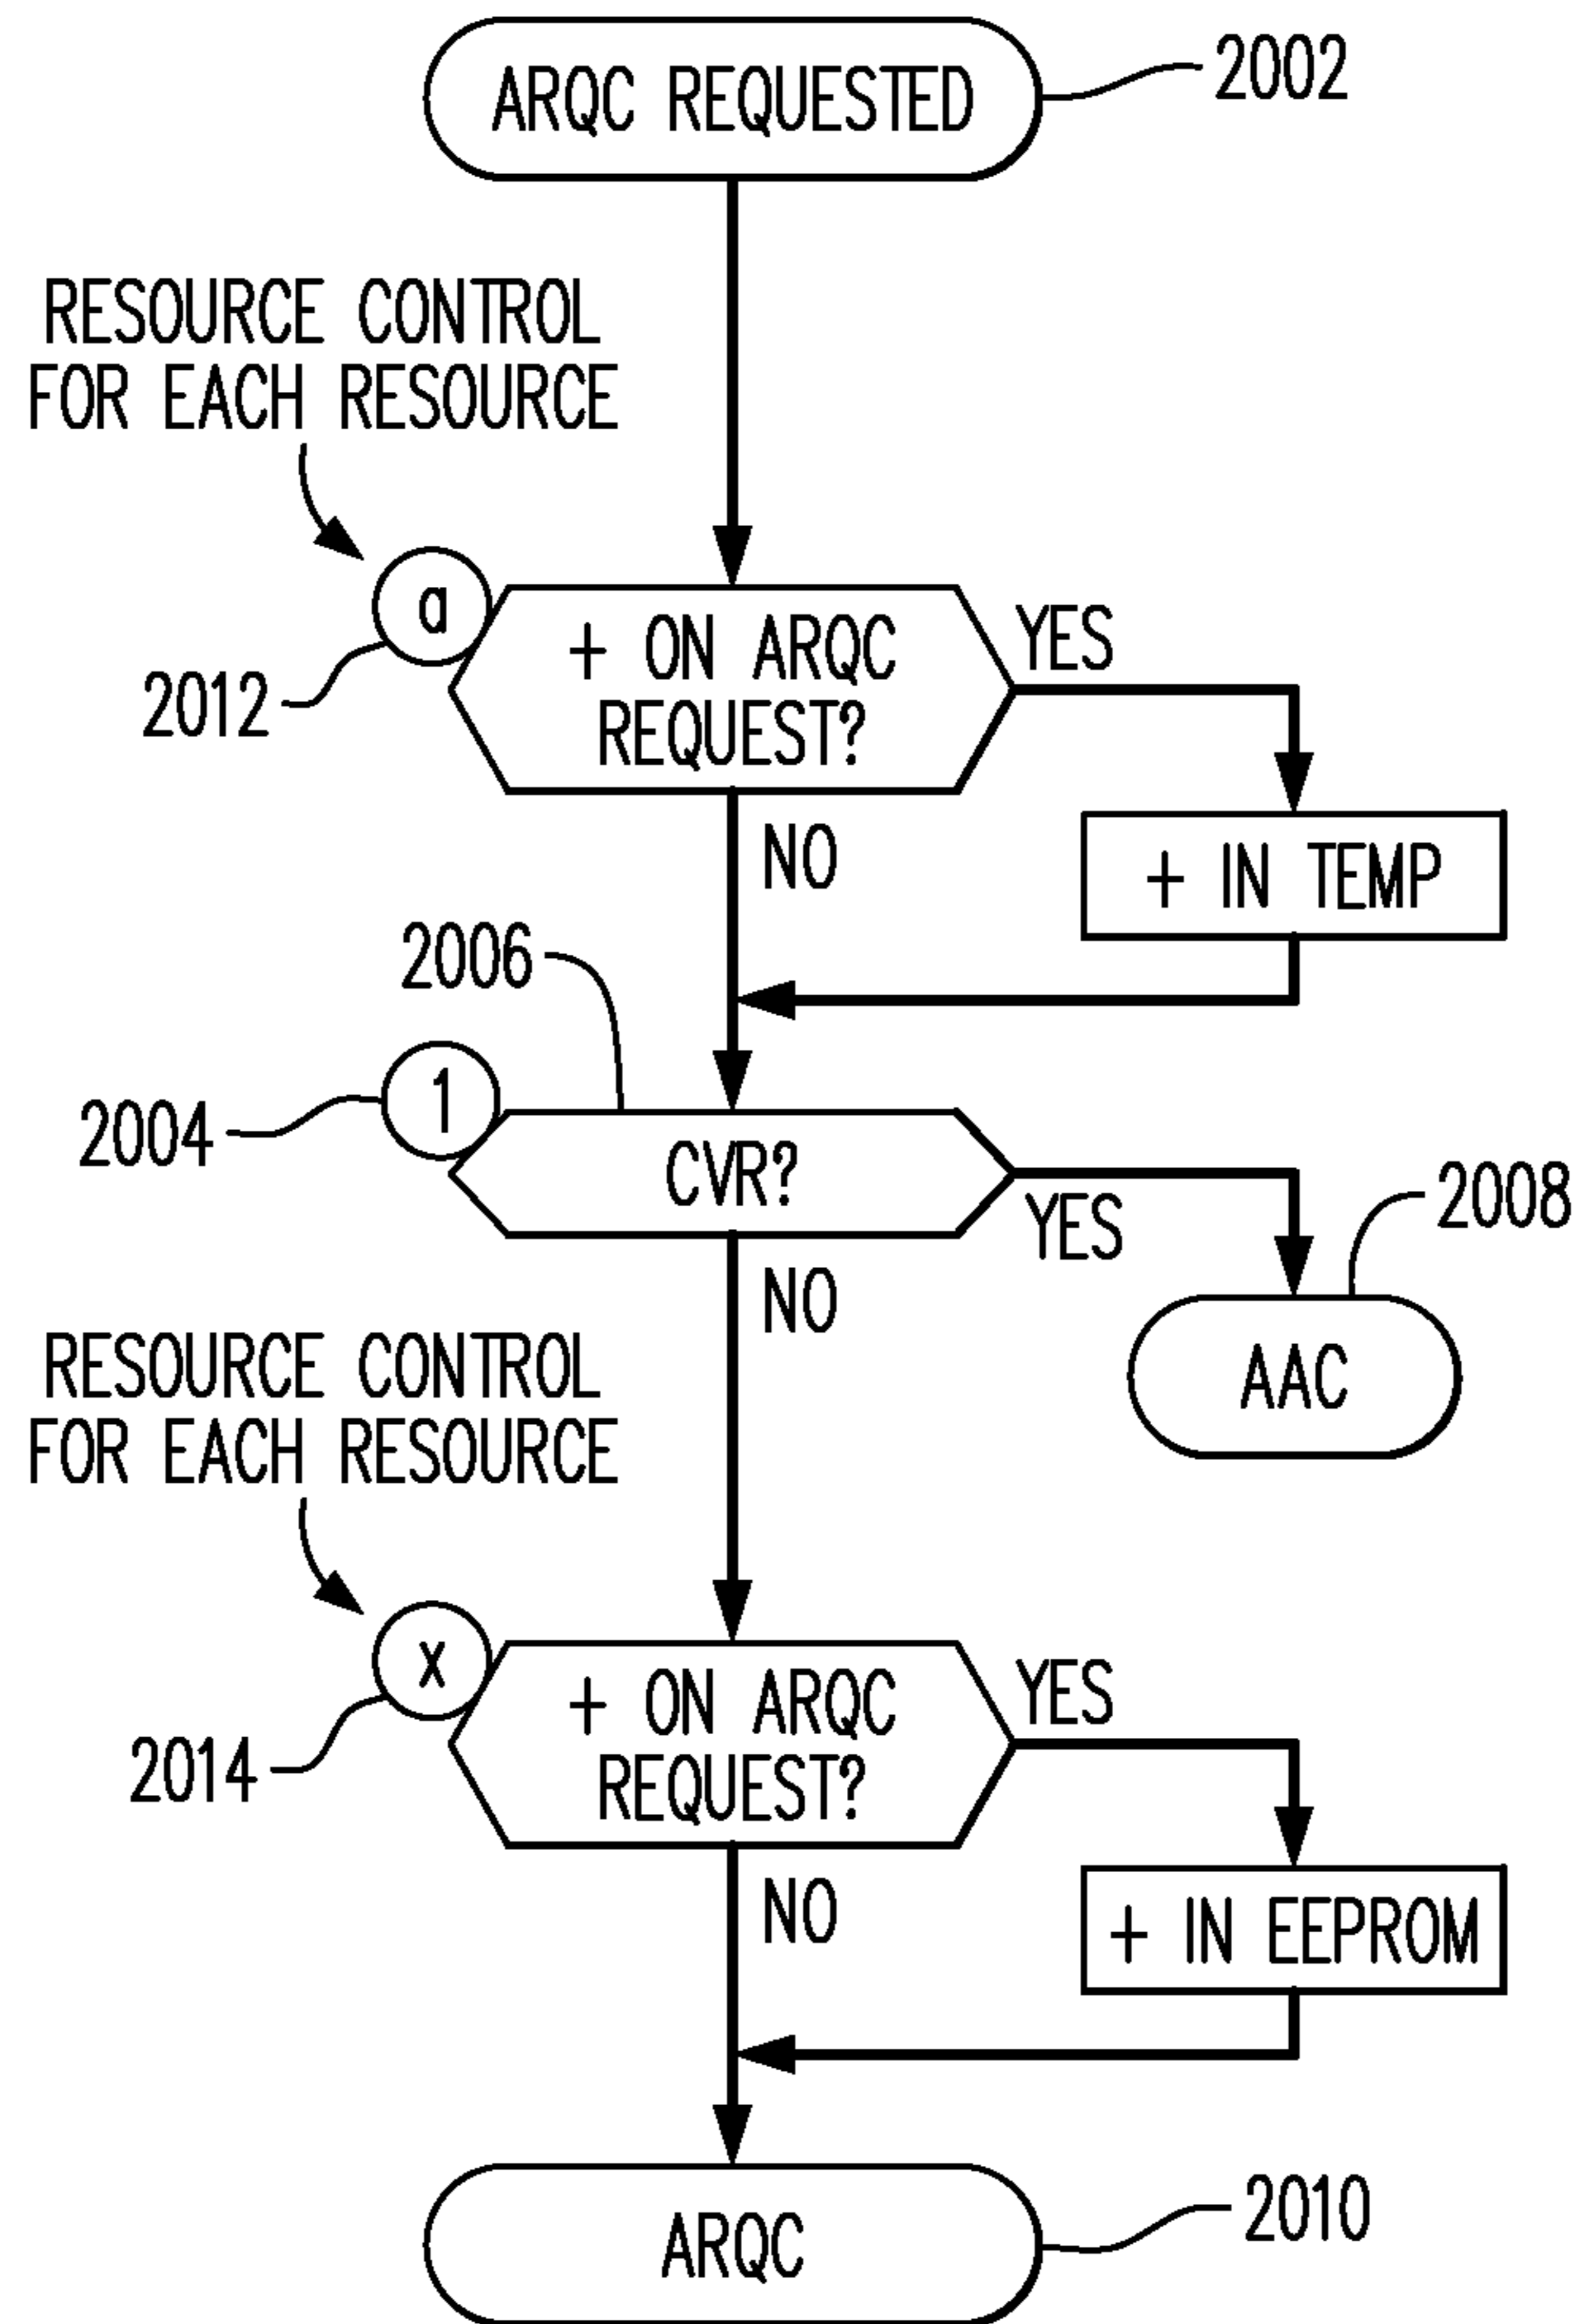 ARQC REQUESTED
2002
RESOURCE CONTROL
FOR EACH RESOURCE
a
2012
+ ON ARQC
REQUEST?
YES
NO
+ IN TEMP
2006
1
2004
CVR?
YES
NO
2008
AAC
RESOURCE CONTROL
FOR EACH RESOURCE
x
2014
+ ON ARQC
REQUEST?
YES
NO
+ IN EEPROM
ARQC
2010